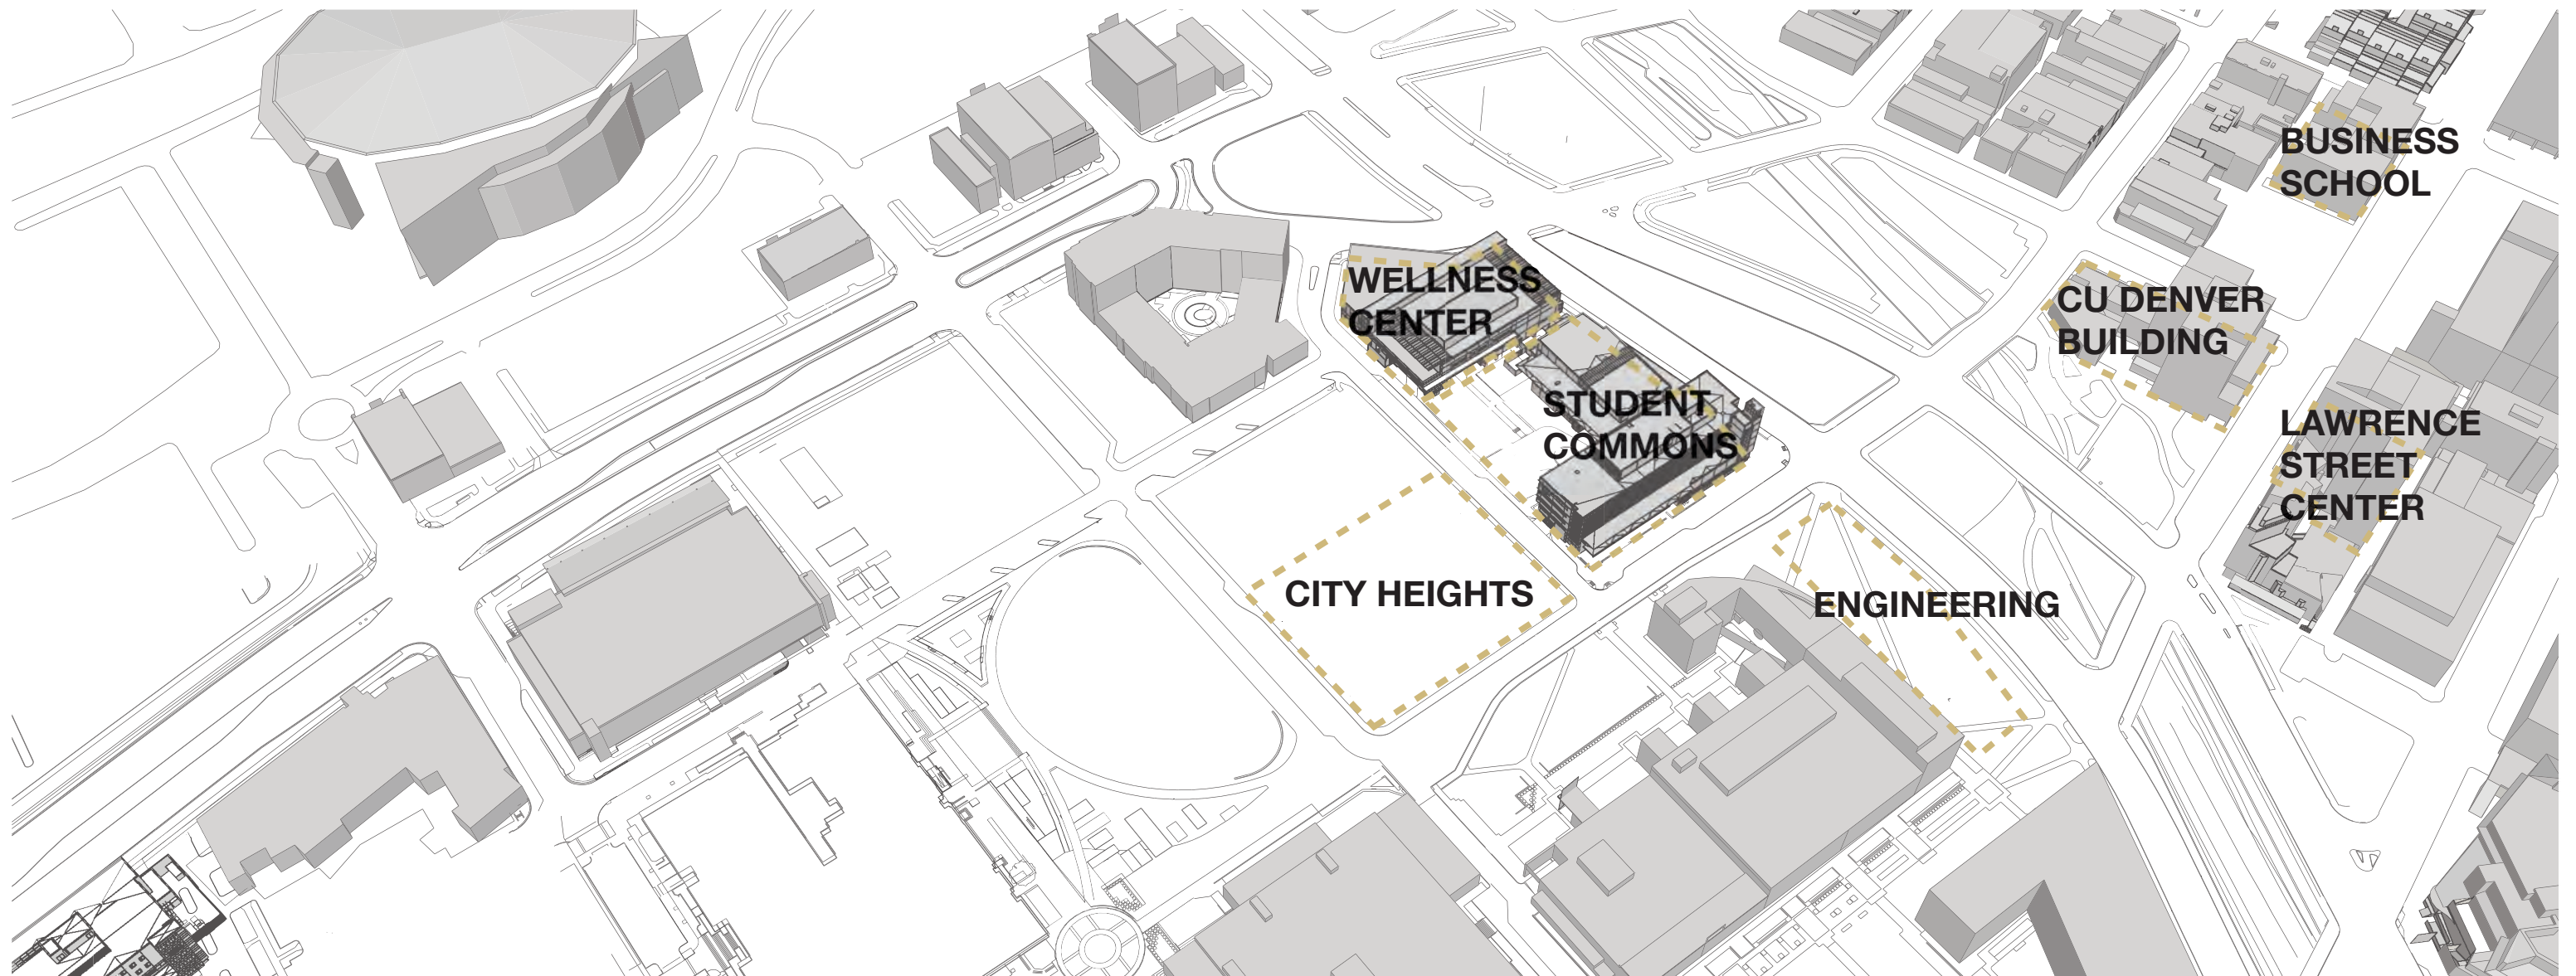 BUSINESS
SCHOOL
WELLNESS
CENTER
CU DENVER
BUILDING
STUDENT
COMMONS
LAWRENCE
STREET
CENTER
CITY HEIGHTS
ENGINEERING